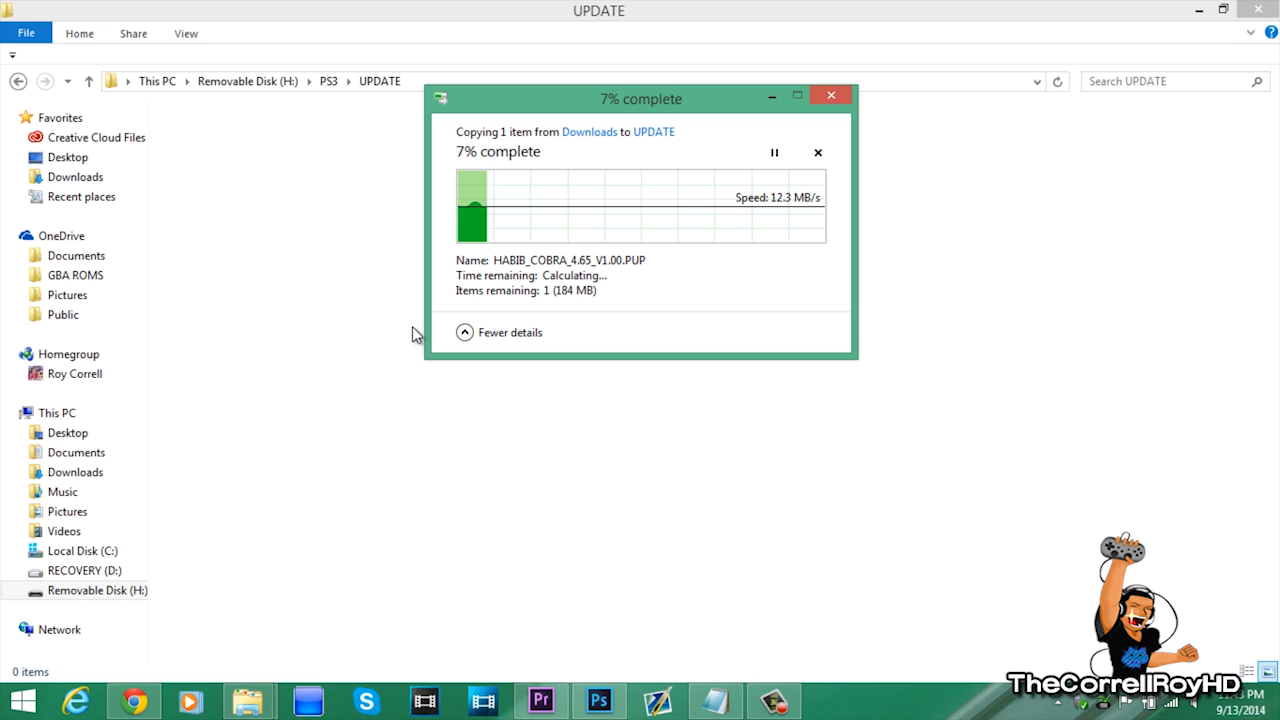 UPDATE
File
Home
Share
View
This PC
Removable Disk (H:)
PS3
UPDATE
Search UPDATE
Favorites
Creative Cloud Files
Desktop
Downloads
Recent places
OneDrive
Documents
GBA ROMS
Pictures
Public
Homegroup
Roy Correll
This PC
Desktop
Documents
Downloads
Music
Pictures
Videos
Local Disk (C:)
RECOVERY (D:)
Removable Disk (H:)
Network
0 items
7% complete
Copying 1 item from Downloads to UPDATE
7% complete
Speed: 12.3 MB/s
Name: HABIB_COBRA_4.65_V1.00.PUP
Time remaining: Calculating...
Items remaining: 1 (184 MB)
Fewer details
Pr
Ps
TheCorrellRoyHD
PM
9/13/2014